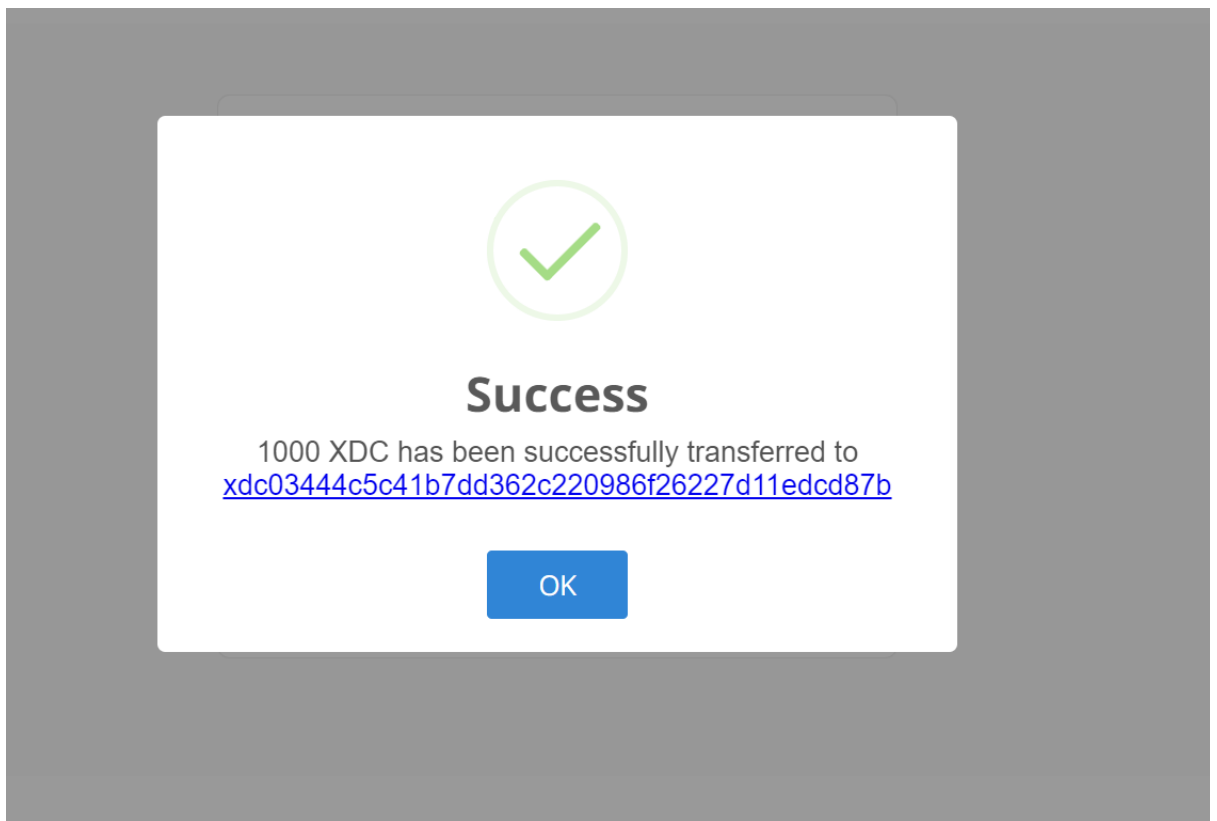 Success
1000 XDC has been successfully transferred to
xdc03444c5c41b7dd362c220986f26227d11edcd87b
OK